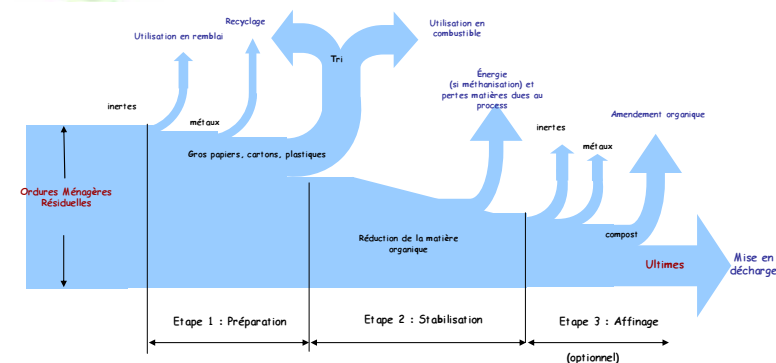 Recyclage
Utilisation en
combustible
Utilisation en remblai
Tri
Énergie
(si méthanisation) et
pertes matières dues au
process
inertes
Amendement organique
métaux
inertes
métaux
Gros papiers, cartons, plastiques
Ordures Ménagères
Résiduelles
compost
Réduction de la matière
organique
Ultimes
Mise en
décharge
Etape 1 : Préparation
Etape 2 : Stabilisation
Etape 3 : Affinage
(optionnel)